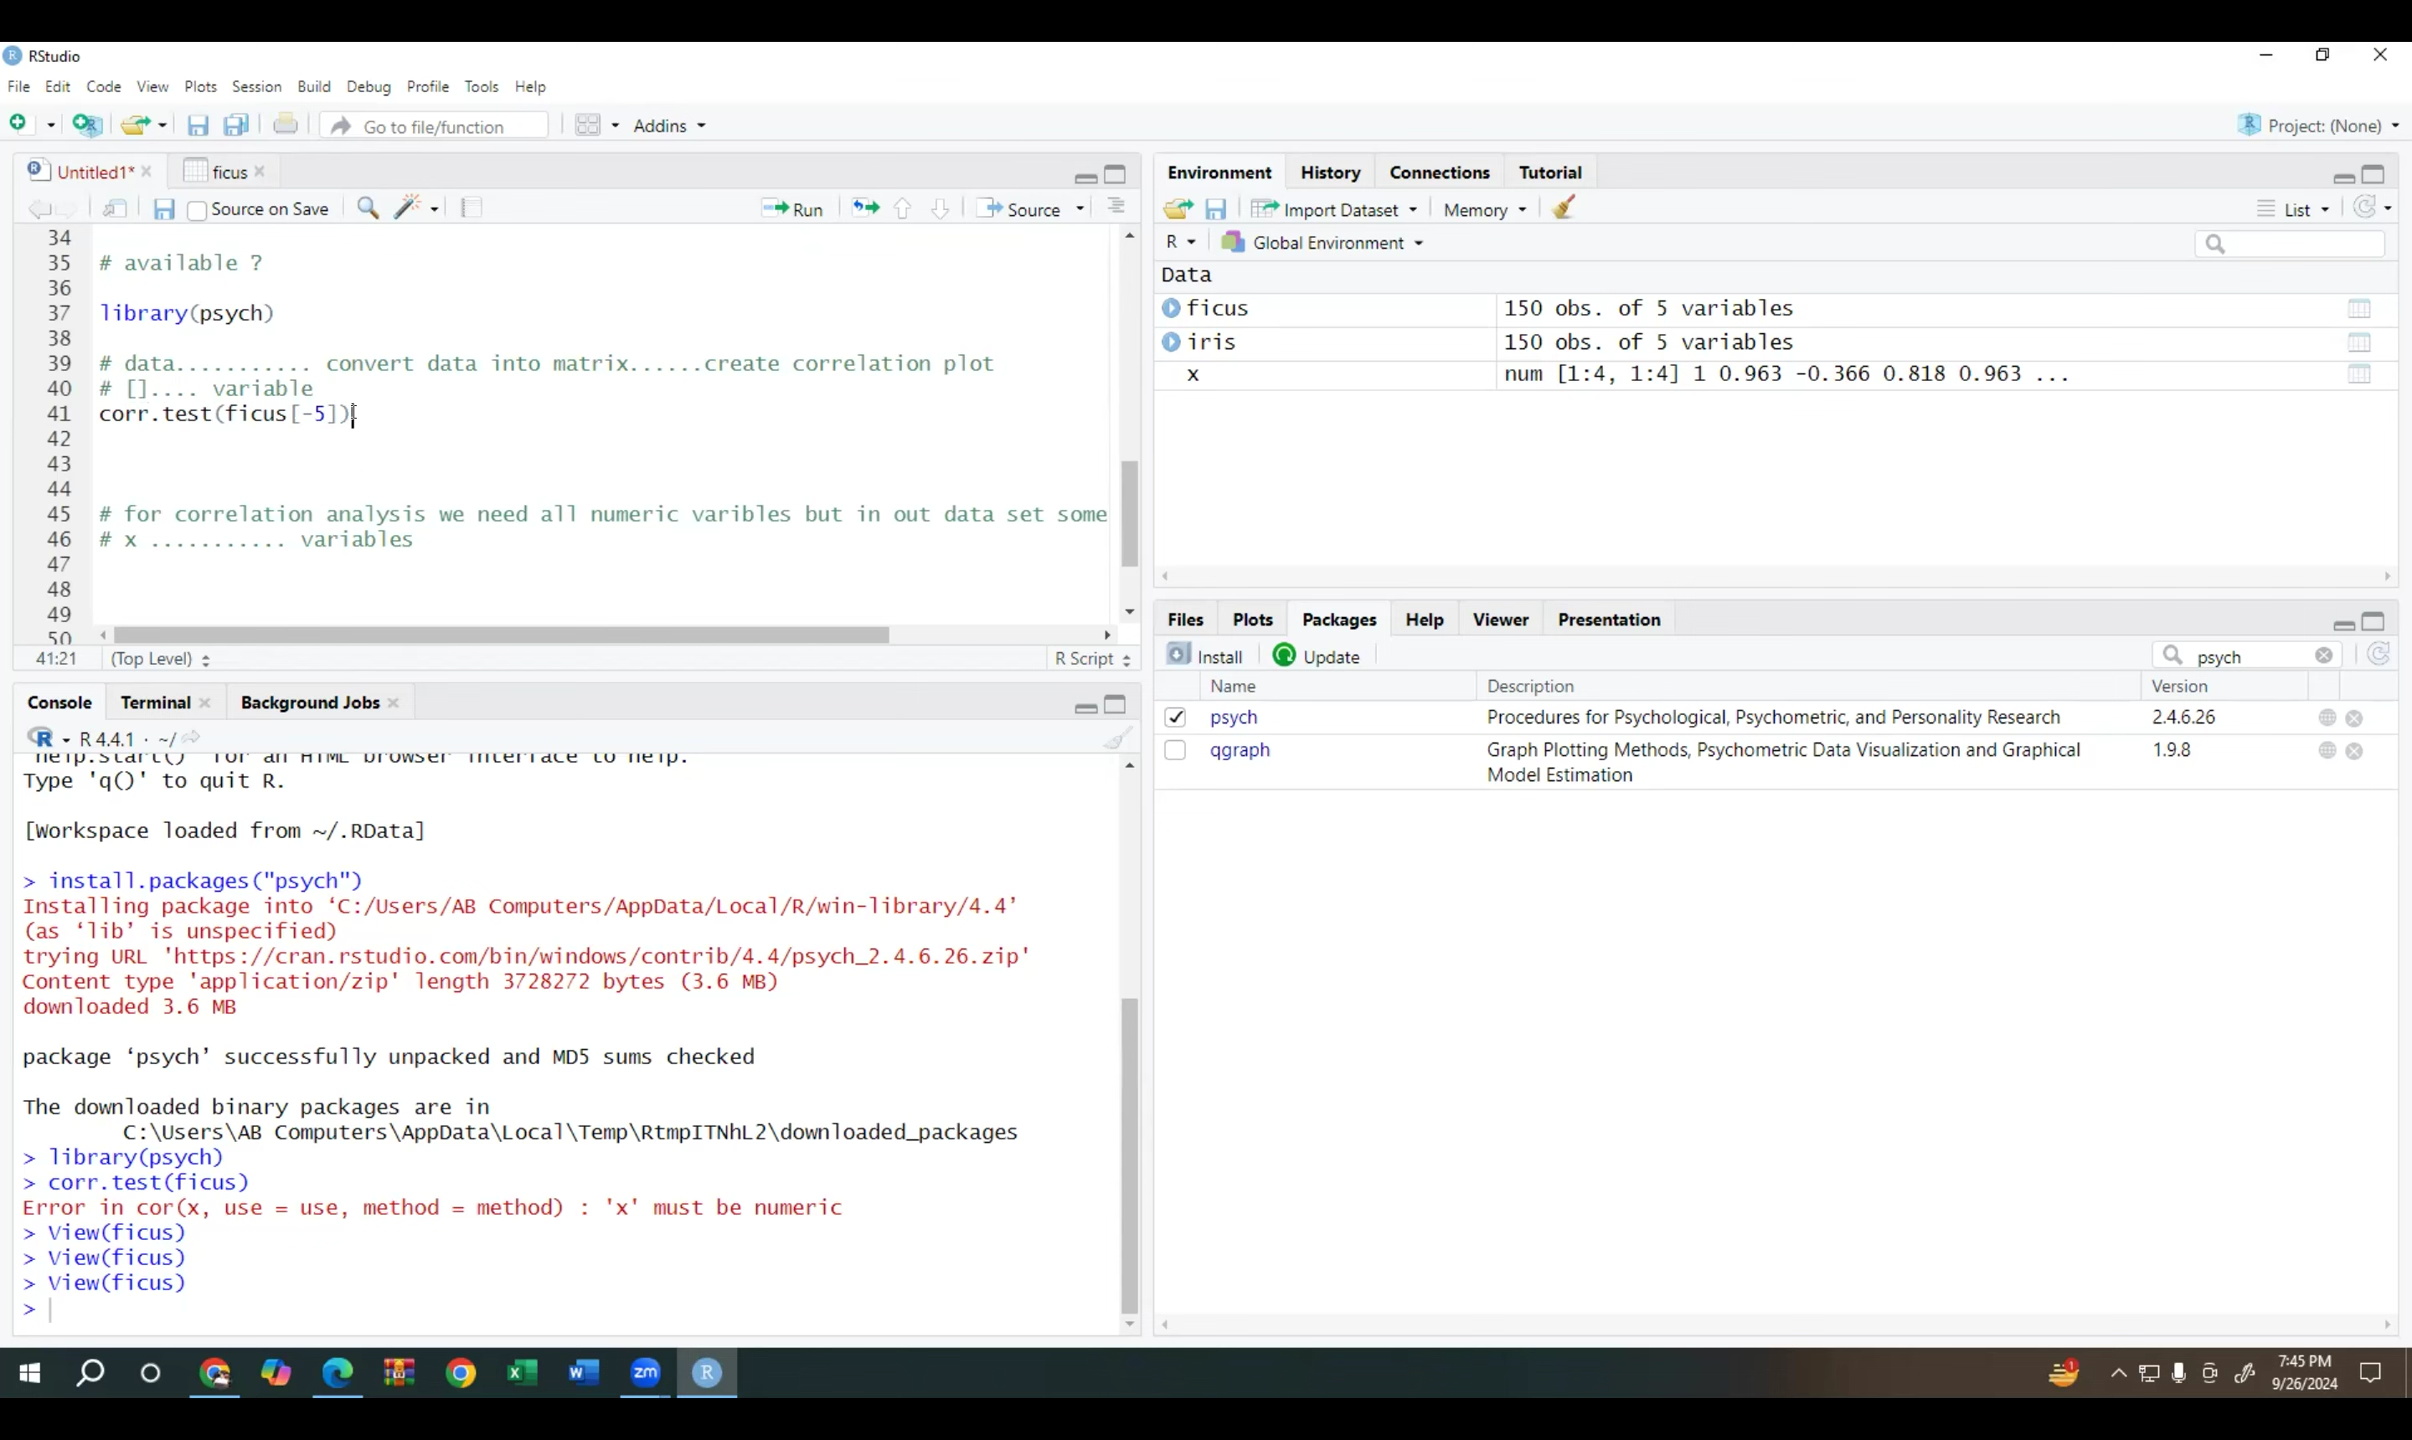 RStudio
File Edit Code View Plots Session Build Debug Profile Tools Help
Go to file/function Addins Project: (None)
Untitled1* ficus
Source on Save Run Source
34
35 # available ?
36
37 library(psych)
38
39 # data........... convert data into matrix......create correlation plot
40 # [].... variable
41 corr.test(ficus[-5])
42
43
44
45 # for correlation analysis we need all numeric varibles but in out data set some
46 # x ........... variables
47
48
49
50
41:21 (Top Level) R Script
Console Terminal Background Jobs
R 4.4.1 · ~/
'help.start()' for an HTML browser interface to help.
Type 'q()' to quit R.
[Workspace loaded from ~/.RData]
> install.packages("psych")
Installing package into ‘C:/Users/AB Computers/AppData/Local/R/win-library/4.4’
(as ‘lib’ is unspecified)
trying URL 'https://cran.rstudio.com/bin/windows/contrib/4.4/psych_2.4.6.26.zip'
Content type 'application/zip' length 3728272 bytes (3.6 MB)
downloaded 3.6 MB
package ‘psych’ successfully unpacked and MD5 sums checked
The downloaded binary packages are in
C:\Users\AB Computers\AppData\Local\Temp\RtmpITNhL2\downloaded_packages
> library(psych)
> corr.test(ficus)
Error in cor(x, use = use, method = method) : 'x' must be numeric
> View(ficus)
> View(ficus)
> View(ficus)
>
Environment History Connections Tutorial
Import Dataset Memory List
R Global Environment
Data
ficus 150 obs. of 5 variables
iris 150 obs. of 5 variables
x num [1:4, 1:4] 1 0.963 -0.366 0.818 0.963 ...
Files Plots Packages Help Viewer Presentation
Install Update psych
Name Description Version
psych Procedures for Psychological, Psychometric, and Personality Research 2.4.6.26
qgraph Graph Plotting Methods, Psychometric Data Visualization and Graphical 1.9.8
Model Estimation
zm R 1 7:45 PM
9/26/2024